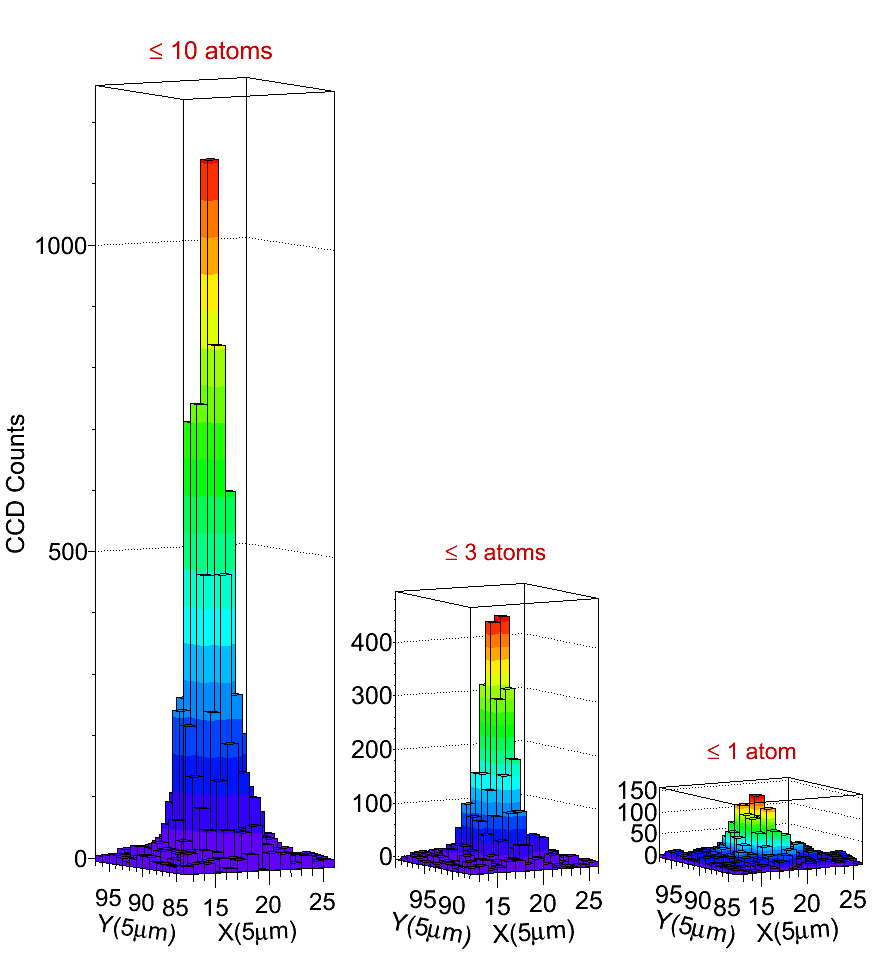 ≤ 10 atoms
1000
500
0
CCD Counts
95 90 85 15 20 25
Y(5μm) X(5μm)
≤ 3 atoms
400
300
200
100
0
95 90 15 20 25
Y(5μm) X(5μm)
≤ 1 atom
150
100
50
0
95 90 85 15 20 25
Y(5μm) X(5μm)